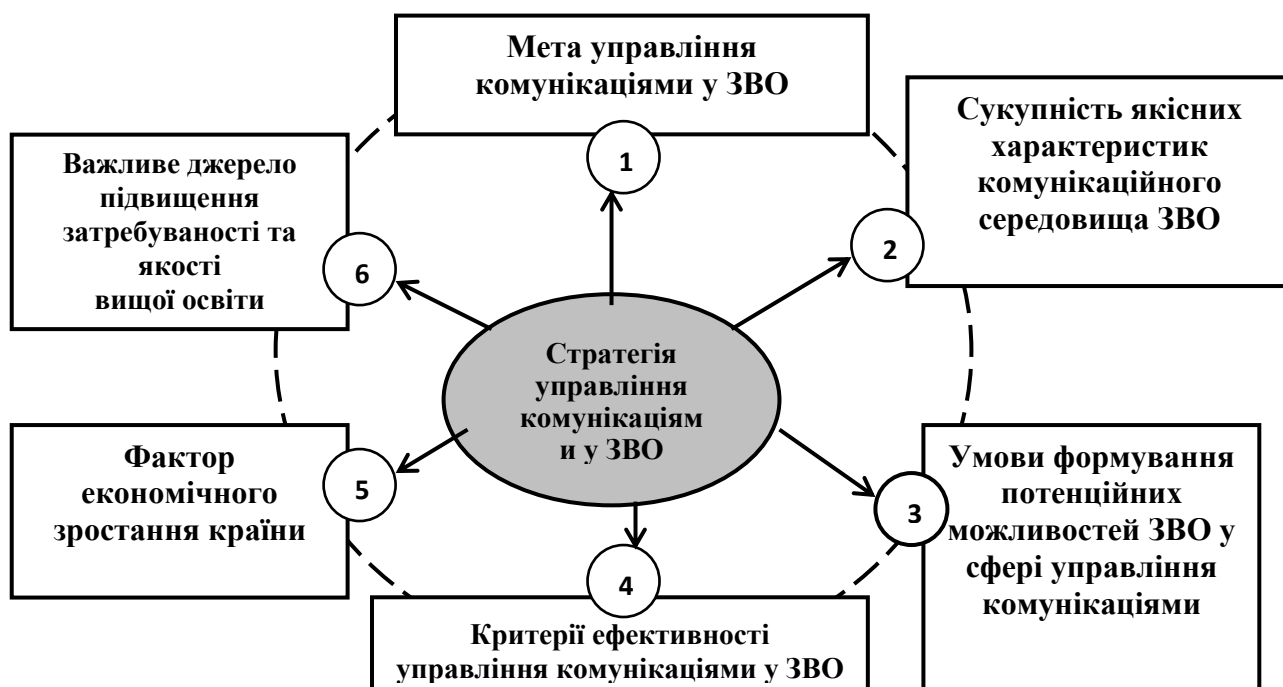 Мета управління
комунікаціями у ЗВО
1
Сукупність якісних
характеристик
комунікаційного
середовища ЗВО
2
Важливе джерело
підвищення
затребуваності та
якості
вищої освіти
6
Стратегія
управління
комунікаціям
и у ЗВО
Фактор
економічного
зростання країни
5
Умови формування
потенційних
можливостей ЗВО у
сфері управління
комунікаціями
3
4
Критерії ефективності
управління комунікаціями у ЗВО